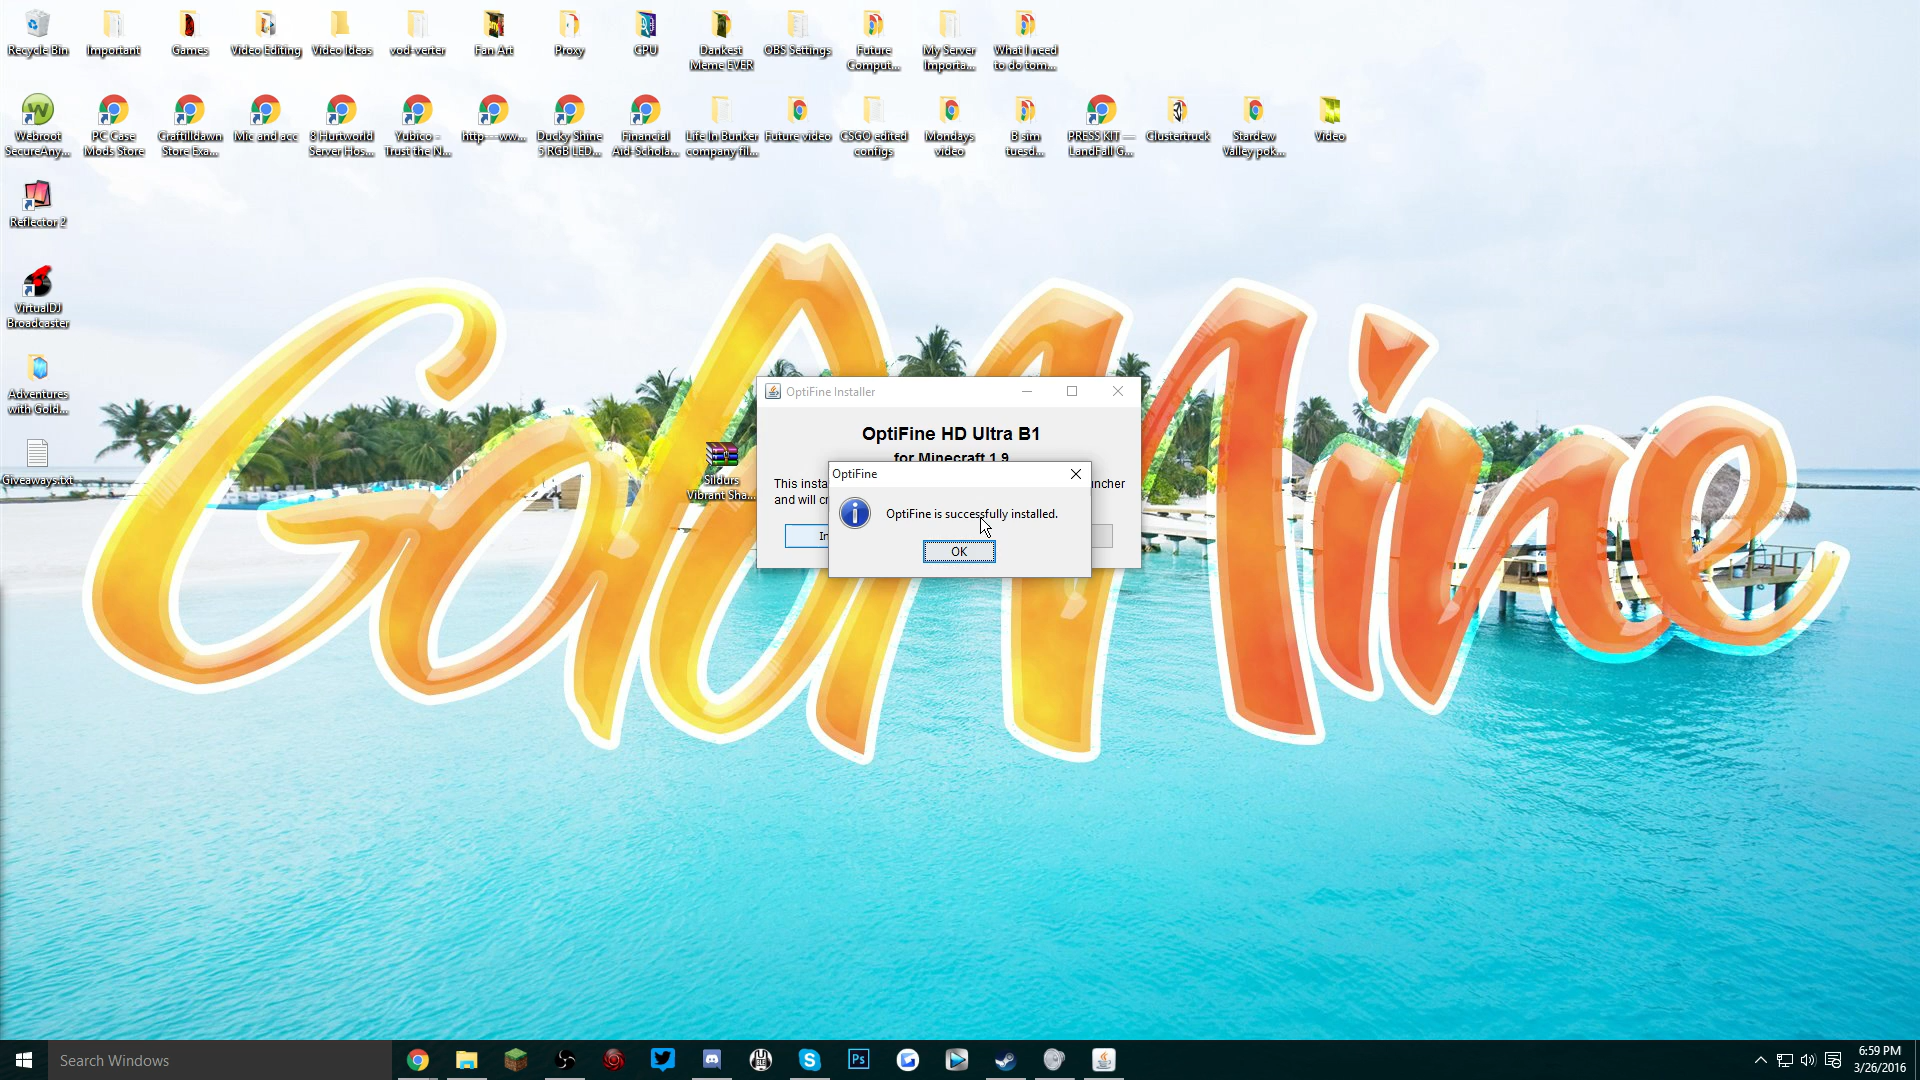 Recycle Bin
Important
Games
Video Editing
Video Ideas
vod-verter
Fan Art
Proxy
CPU
Dankest
Meme EVER
OBS Settings
Future
Comput...
My Server
Importa...
What I need
to do tom...
Webroot
SecureAny...
PC Case
Mods Store
Craftilldawn
Store Exa...
Mic and acc
8 Hurtworld
Server Hos...
Yubico -
Trust the N...
http---ww...
Ducky Shine
5 RGB LED...
Financial
Aid-Schola...
Life In Bunker
company fil...
Future video
CSGO edited
configs
Mondays
video
B sim
tuesd...
PRESS KIT —
LandFall G...
Clustertruck
Stardew
Valley pok...
Video
Reflector 2
VirtualDJ
Broadcaster
Adventures
with Gold...
Giveaways.txt
Sildurs
Vibrant Sha...
GoldMine
OptiFine Installer
OptiFine HD Ultra B1
for Minecraft 1.9
This insta
uncher
and will cr
In
OptiFine
OptiFine is successfully installed.
OK
Search Windows
Ps
6:59 PM
3/26/2016